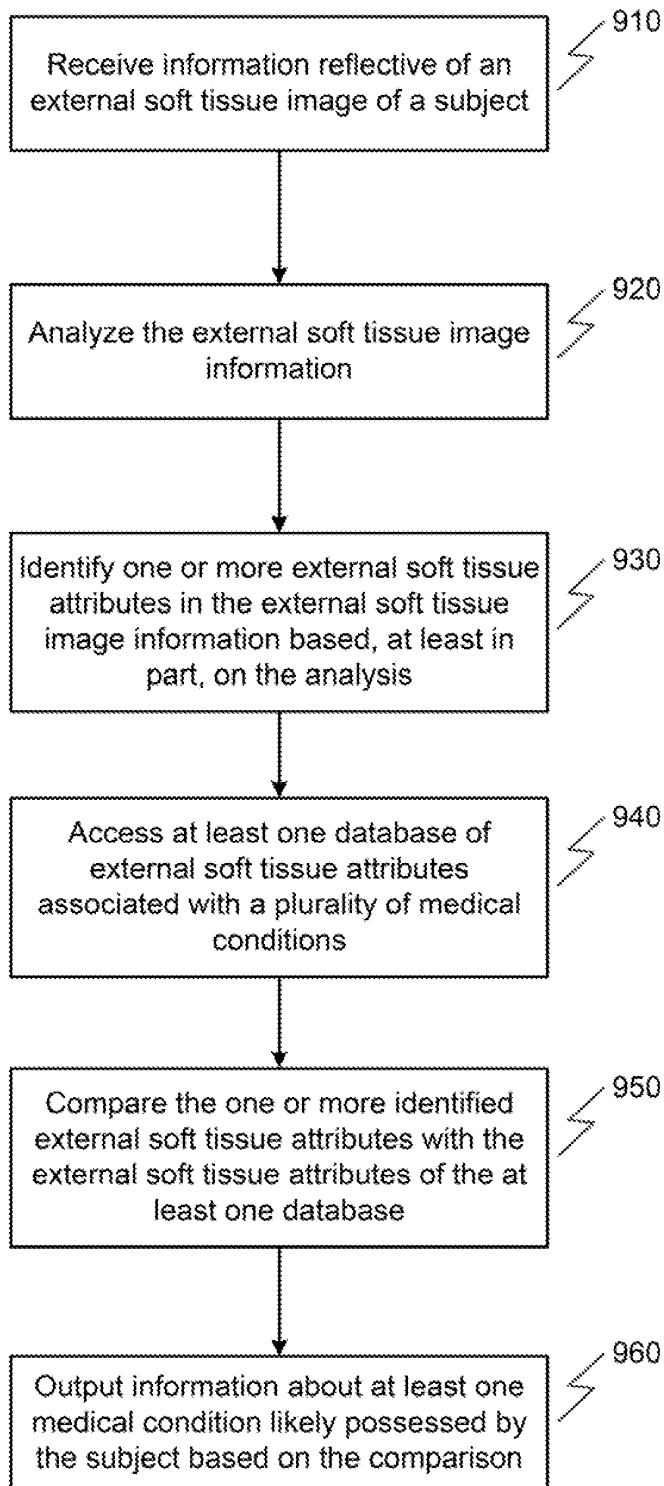 910
Receive information reflective of an
external soft tissue image of a subject
920
Analyze the external soft tissue image
information
930
Identify one or more external soft tissue
attributes in the external soft tissue
image information based, at least in
part, on the analysis
940
Access at least one database of
external soft tissue attributes
associated with a plurality of medical
conditions
950
Compare the one or more identified
external soft tissue attributes with the
external soft tissue attributes of the at
least one database
960
Output information about at least one
medical condition likely possessed by
the subject based on the comparison